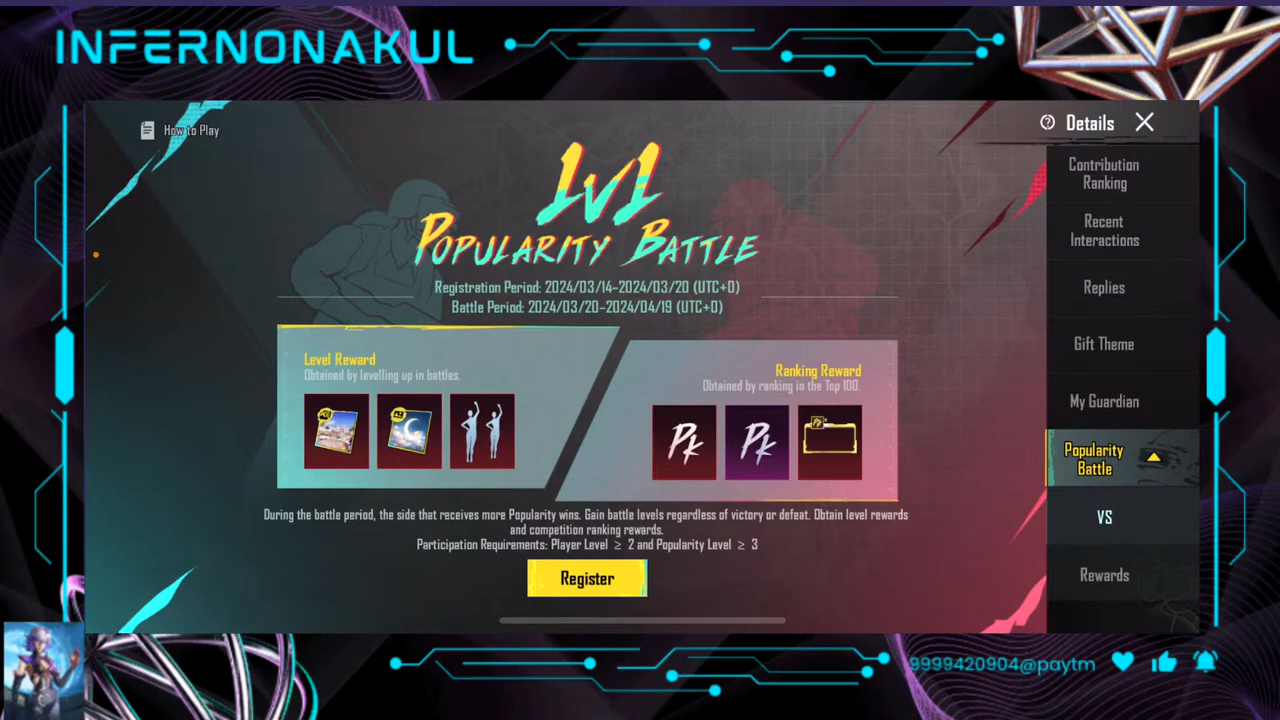 INFERNONAKUL
How to Play
Details
1v1
POPULARITY BATTLE
Registration Period: 2024/03/14-2024/03/20 (UTC+0)
Battle Period: 2024/03/20-2024/04/19 (UTC+0)
Level Reward
Obtained by levelling up in battles.
Ranking Reward
Obtained by ranking in the Top 100.
Pk
Pk
During the battle period, the side that receives more Popularity wins. Gain battle levels regardless of victory or defeat. Obtain level rewards
and competition ranking rewards.
Participation Requirements: Player Level ≥ 2 and Popularity Level ≥ 3
Register
Contribution
Ranking
Recent
Interactions
Replies
Gift Theme
My Guardian
Popularity
Battle
VS
Rewards
9999420904@paytm